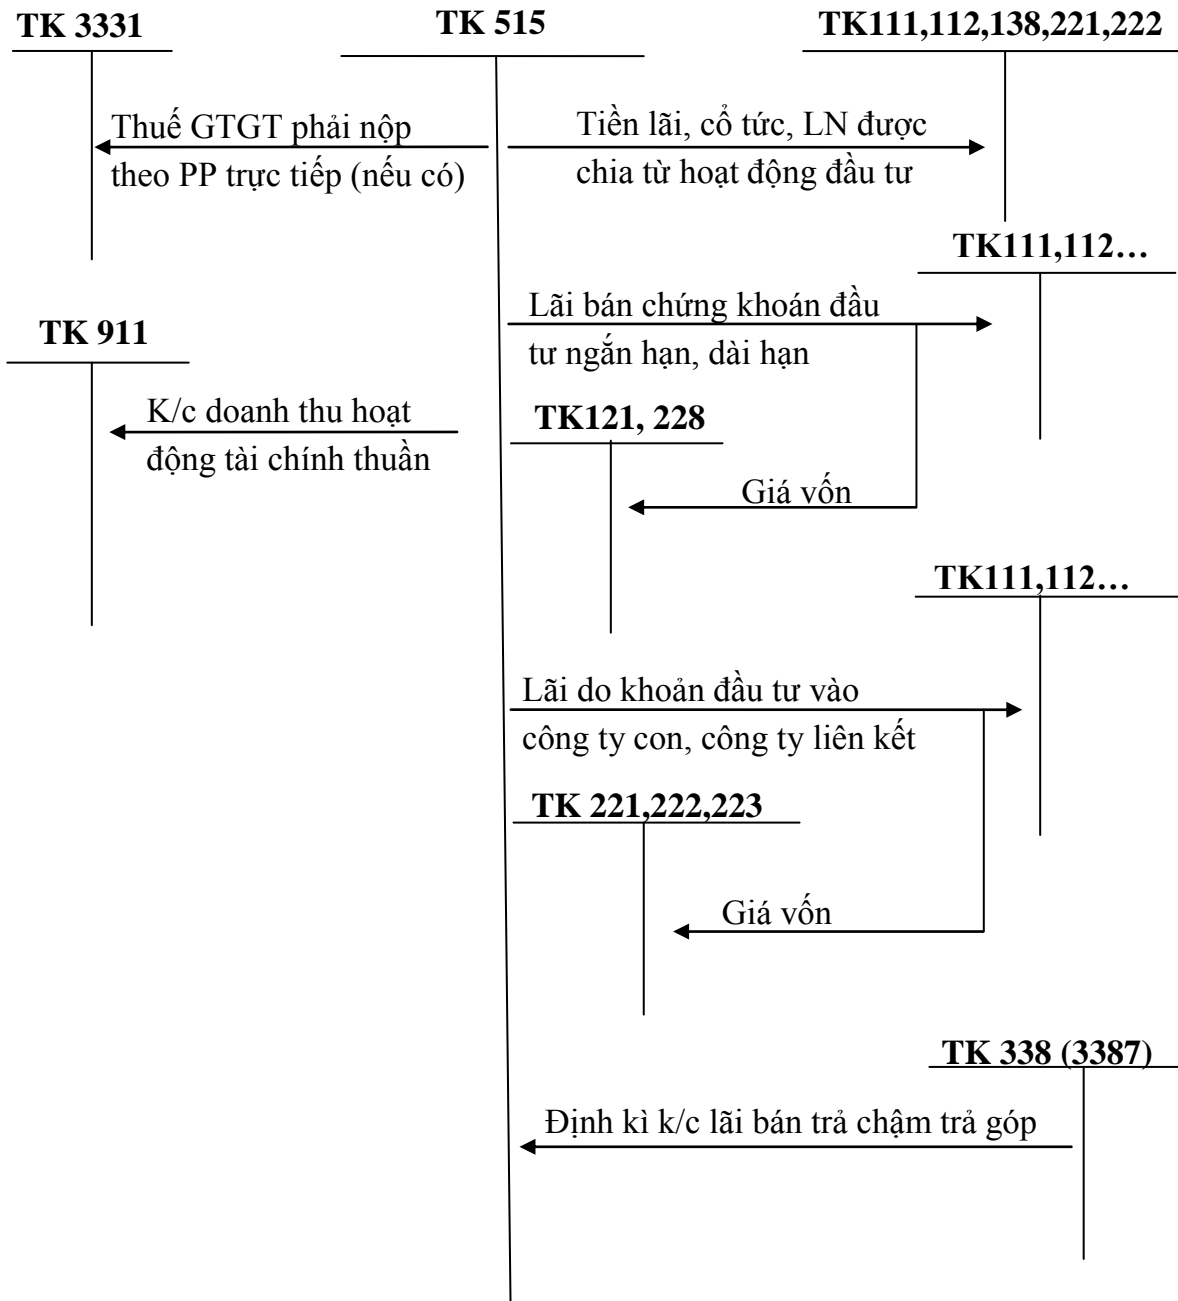 TK 3331
TK 515
TK111,112,138,221,222
Thuế GTGT phải nộp
theo PP trực tiếp (nếu có)
Tiền lãi, cổ tức, LN được
chia từ hoạt động đầu tư
TK111,112…
Lãi bán chứng khoán đầu
tư ngắn hạn, dài hạn
TK 911
K/c doanh thu hoạt
động tài chính thuần
TK121, 228
Giá vốn
TK111,112…
Lãi do khoản đầu tư vào
công ty con, công ty liên kết
TK 221,222,223
Giá vốn
TK 338 (3387)
Định kì k/c lãi bán trả chậm trả góp